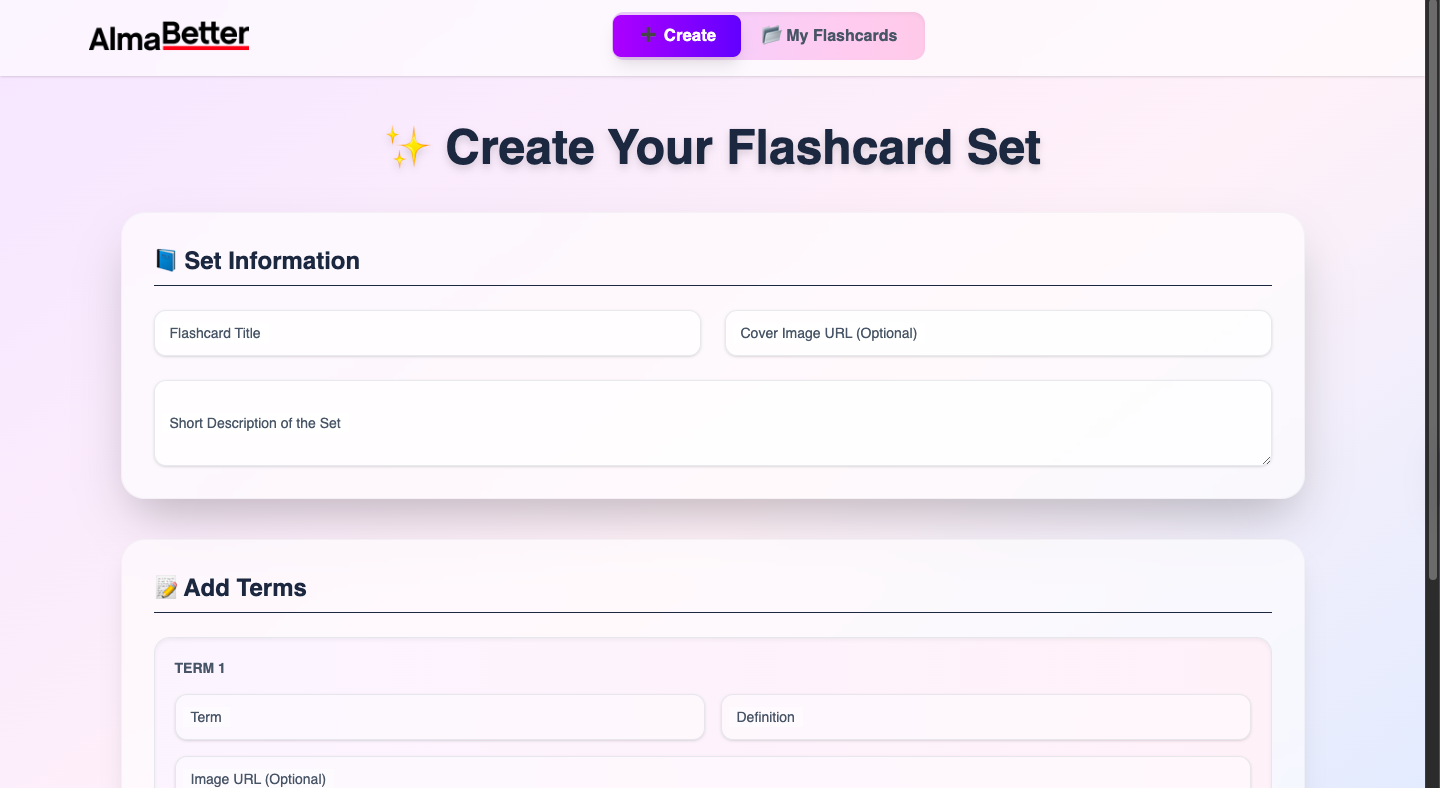 AlmaBetter
➕ Create
📂 My Flashcards
✨ Create Your Flashcard Set
📘 Set Information
Flashcard Title
Cover Image URL (Optional)
Short Description of the Set
📝 Add Terms
TERM 1
Term
Definition
Image URL (Optional)